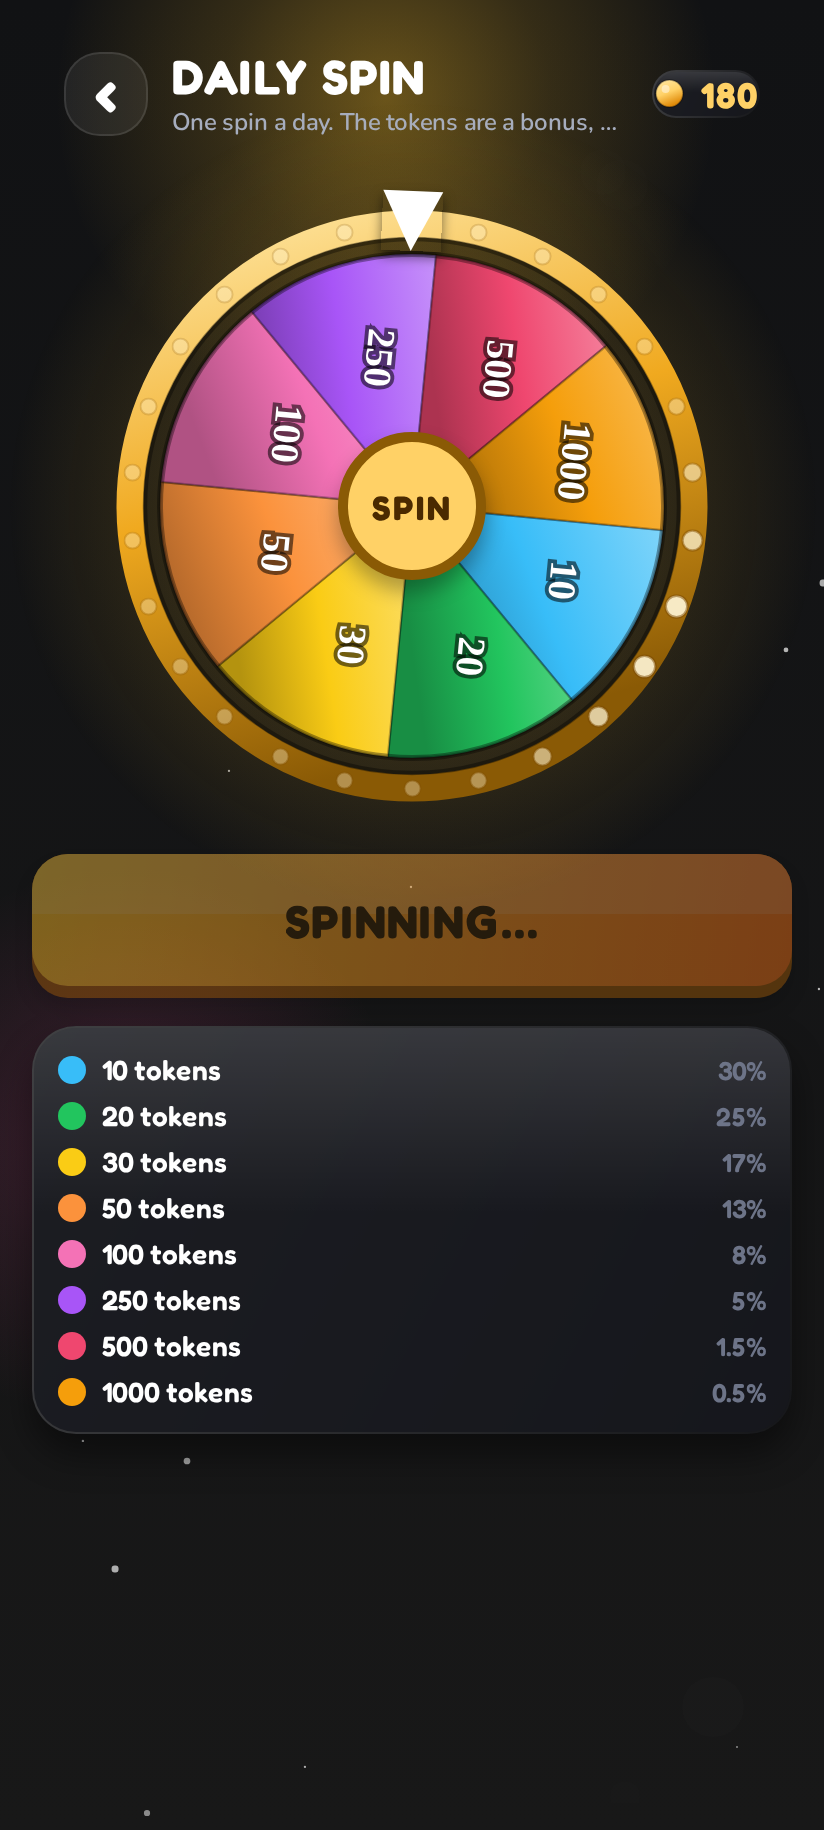 DAILY SPIN
One spin a day. The tokens are a bonus, ...
180
250
500
100
1000
50
SPIN
10
30
20
SPINNING...
10 tokens 30%
20 tokens 25%
30 tokens 17%
50 tokens 13%
100 tokens 8%
250 tokens 5%
500 tokens 1.5%
1000 tokens 0.5%